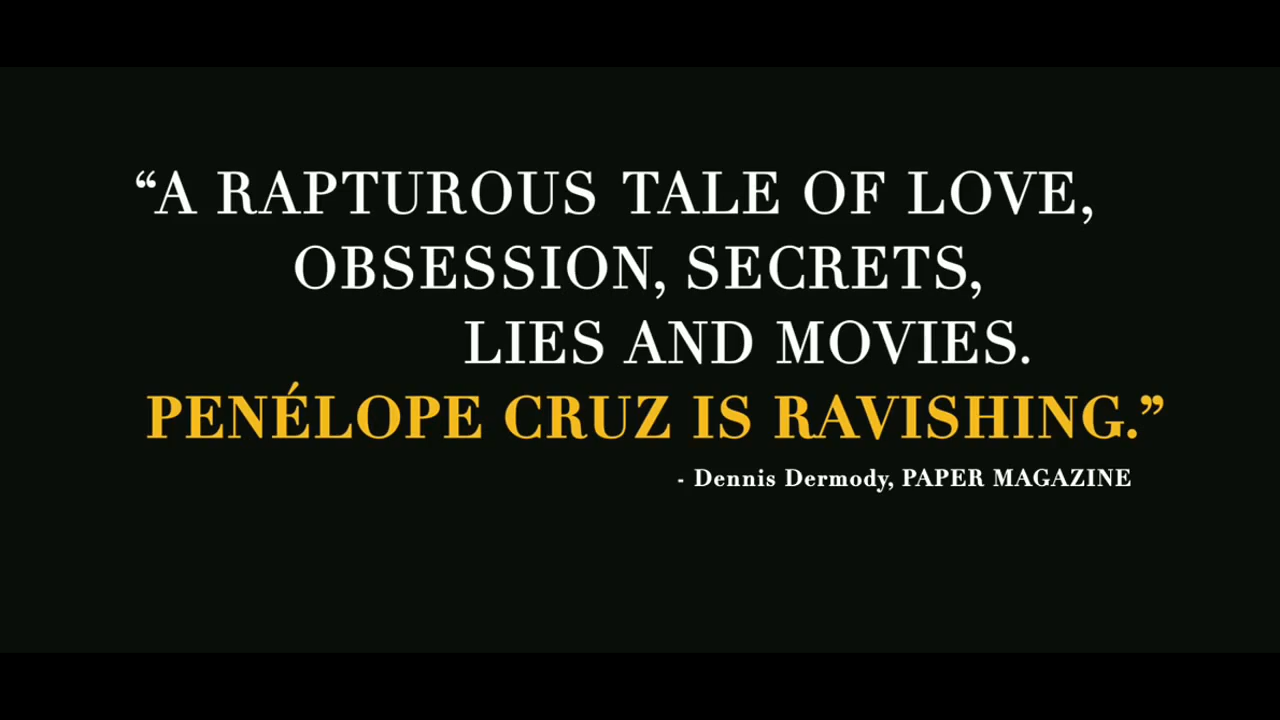 “A RAPTUROUS TALE OF LOVE,
OBSESSION, SECRETS,
LIES AND MOVIES.
PENÉLOPE CRUZ IS RAVISHING.”
- Dennis Dermody, PAPER MAGAZINE